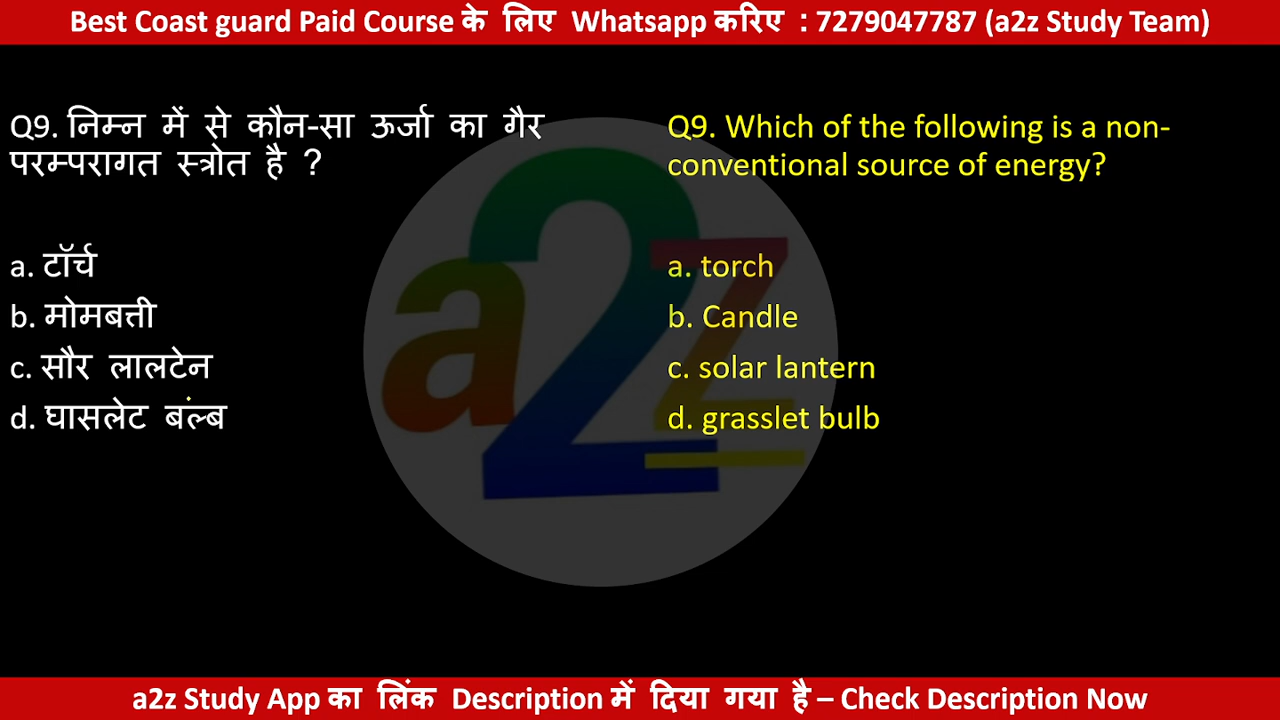 Best Coast guard Paid Course के लिए Whatsapp करिए : 7279047787 (a2z Study Team)
Q9. निम्न में से कौन-सा ऊर्जा का गैर
परम्परागत स्त्रोत है ?
a. टॉर्च
b. मोमबत्ती
c. सौर लालटेन
d. घासलेट बंल्ब
Q9. Which of the following is a non-
conventional source of energy?
a. torch
b. Candle
c. solar lantern
d. grasslet bulb
a2z
a2z Study App का लिंक Description में दिया गया है – Check Description Now